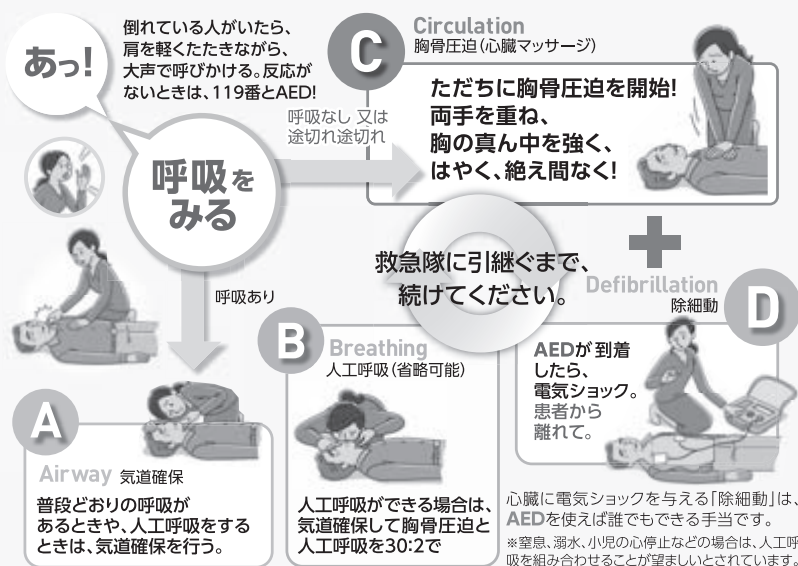 あっ!
倒れている人がいたら、
肩を軽くたたきながら、
大声で呼びかける。反応が
ないときは、119番とAED!
呼吸を
みる
呼吸なし 又は
途切れ途切れ
C
Circulation
胸骨圧迫(心臓マッサージ)
ただちに胸骨圧迫を開始!
両手を重ね、
胸の真ん中を強く、
はやく、絶え間なく!
救急隊に引継ぐまで、
続けてください。
呼吸あり
A
Airway 気道確保
普段どおりの呼吸が
あるときや、人工呼吸をする
ときは、気道確保を行う。
B
Breathing
人工呼吸(省略可能)
人工呼吸ができる場合は、
気道確保して胸骨圧迫と
人工呼吸を30:2で
Defibrillation
除細動
D
AEDが到着
したら、
電気ショック。
患者から
離れて。
心臓に電気ショックを与える「除細動」は、
AEDを使えば誰でもできる手当です。
※窒息、溺水、小児の心停止などの場合は、人工呼
吸を組み合わせることが望ましいとされています。